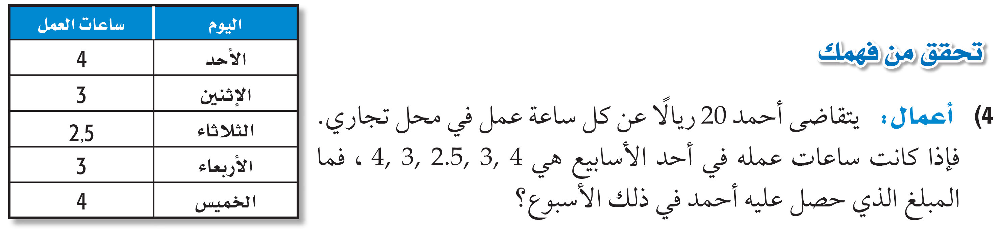 تحقق من فهمك
4) أعمال: يتقاضى أحمد 20 ريالًا عن كل ساعة عمل في محل تجاري.
فإذا كانت ساعات عمله في أحد الأسابيع هي 4, 3, 2.5, 3, 4 ، فما
المبلغ الذي حصل عليه أحمد في ذلك الأسبوع؟
اليوم ساعات العمل
الأحد 4
الإثنين 3
الثلاثاء 2,5
الأربعاء 3
الخميس 4